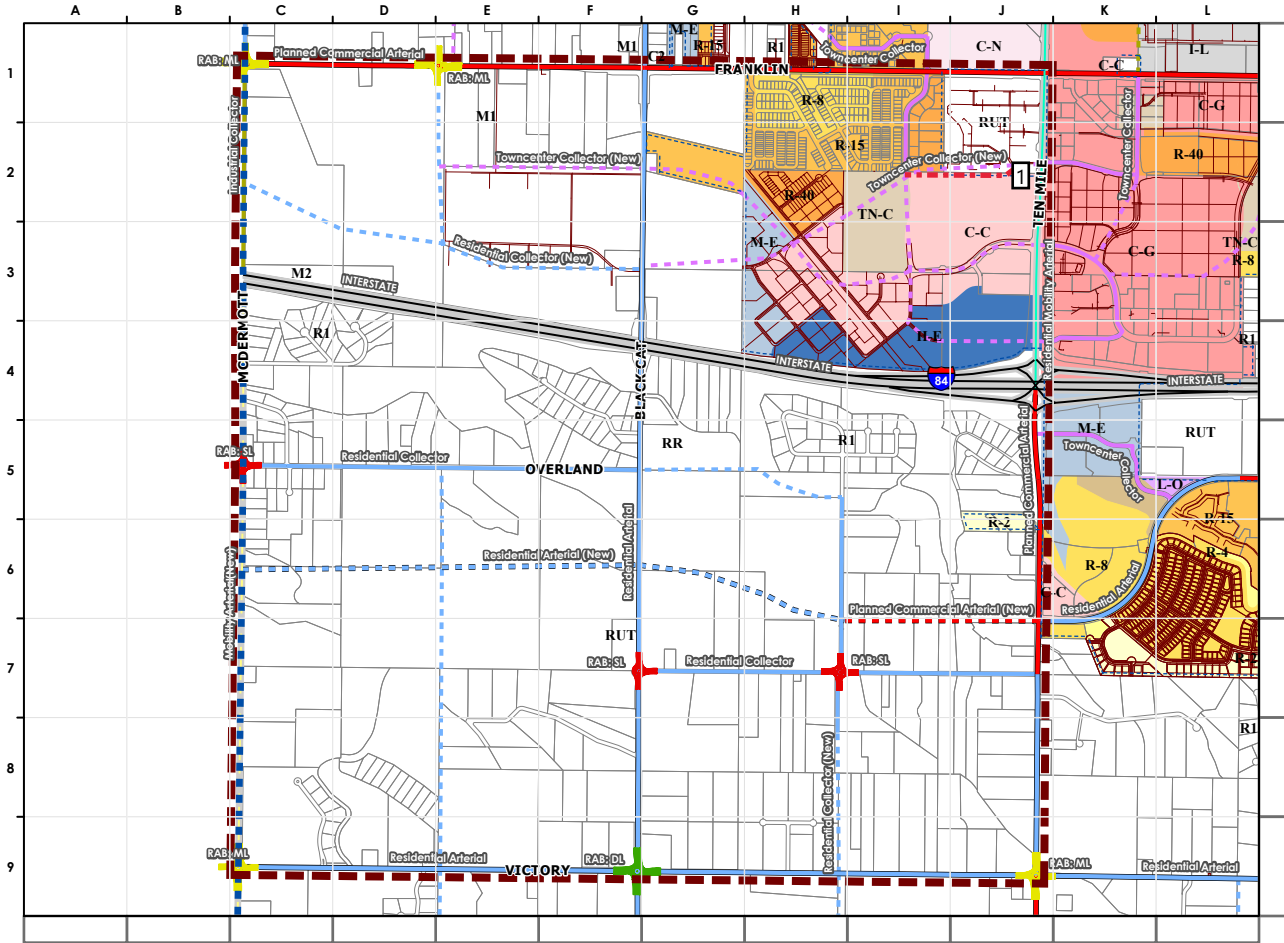 A B C D E F G H I J K L
1
2
3
4
5
6
7
8
9
M-E
R-15
R1
M1
C2
C-N
I-L
Towncenter Collector
RAB: ML
Planned Commercial Arterial
FRANKLIN
C-C
RAB: ML
Industrial Collector
M1
R-8
RUT
C-G
Towncenter Collector
R-15
Towncenter Collector (New)
Towncenter Collector (New)
R-40
1
TEN MILE
R-40
TN-C
M-E
C-C
Residential Collector (New)
C-G
TN-C
R-8
M2
INTERSTATE
MCDERMOTT
Residential Mobility Arterial
R1
H-E
R1
BLACK CAT
INTERSTATE
84
INTERSTATE
RR
R1
M-E
RUT
Planned Commercial Arterial
Towncenter Collector
RAB: SL
Residential Collector
OVERLAND
L-O
R-2
R-15
Residential Arterial
Residential Arterial (New)
R-4
R-8
Mobility Arterial (New)
C-C
Residential Arterial
Planned Commercial Arterial (New)
RUT
RAB: SL
Residential Collector
RAB: SL
R-2
R1
Residential Collector (New)
RAB: ML
Residential Arterial
VICTORY
RAB: DL
RAB: ML
Residential Arterial